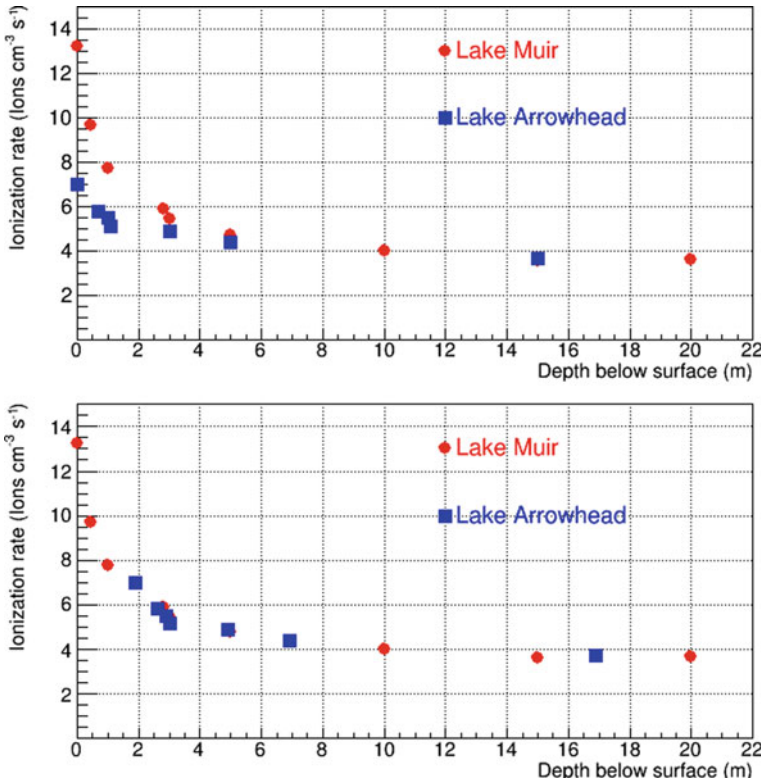 Ionization rate (Ions cm⁻³ s⁻¹)
14
12
10
8
6
4
2
Lake Muir
Lake Arrowhead
0 2 4 6 8 10 12 14 16 18 20 22
Depth below surface (m)
Ionization rate (Ions cm⁻³ s⁻¹)
14
12
10
8
6
4
2
Lake Muir
Lake Arrowhead
0 2 4 6 8 10 12 14 16 18 20 22
Depth below surface (m)